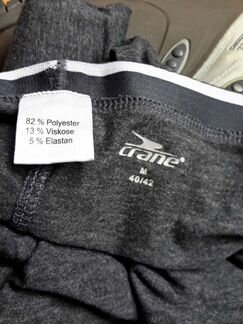 82 % Polyester
13 % Viskose
5 % Elastan
crane®
M
40/42